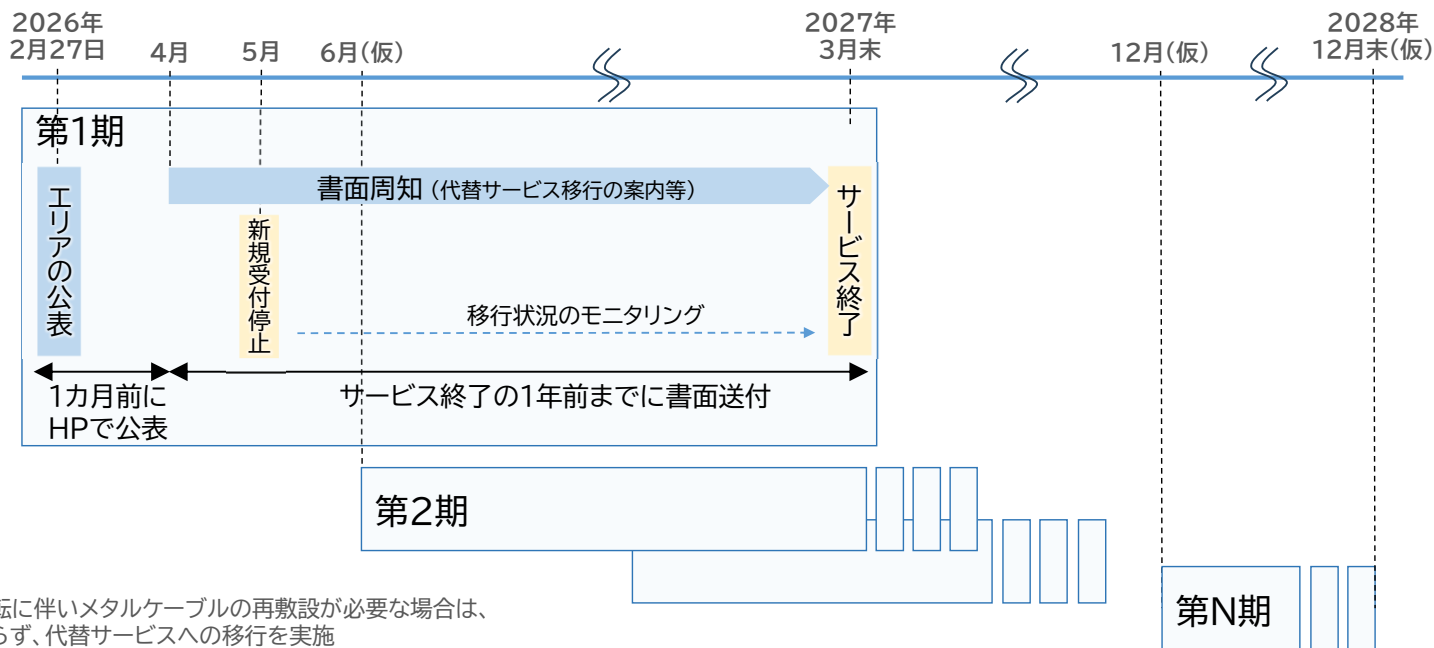 2026年
2月27日
4月
5月
6月(仮)
2027年
3月末
12月(仮)
2028年
12月末(仮)
第1期
エリアの公表
書面周知 (代替サービス移行の案内等)
新規受付停止
サービス終了
移行状況のモニタリング
1カ月前に
HPで公表
サービス終了の1年前までに書面送付
第2期
第N期
転に伴いメタルケーブルの再敷設が必要な場合は、
らず、代替サービスへの移行を実施